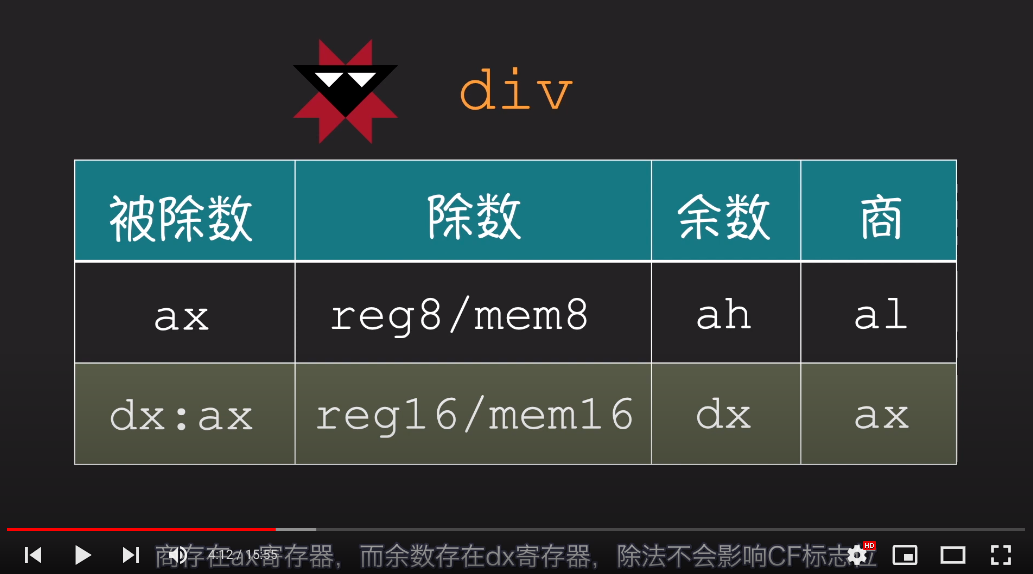 div
被除数 除数 余数 商
ax reg8/mem8 ah al
dx:ax reg16/mem16 dx ax
商存在ax寄存器，而余数存在dx寄存器，除法不会影响CF标志位
4:12 / 15:55
HD